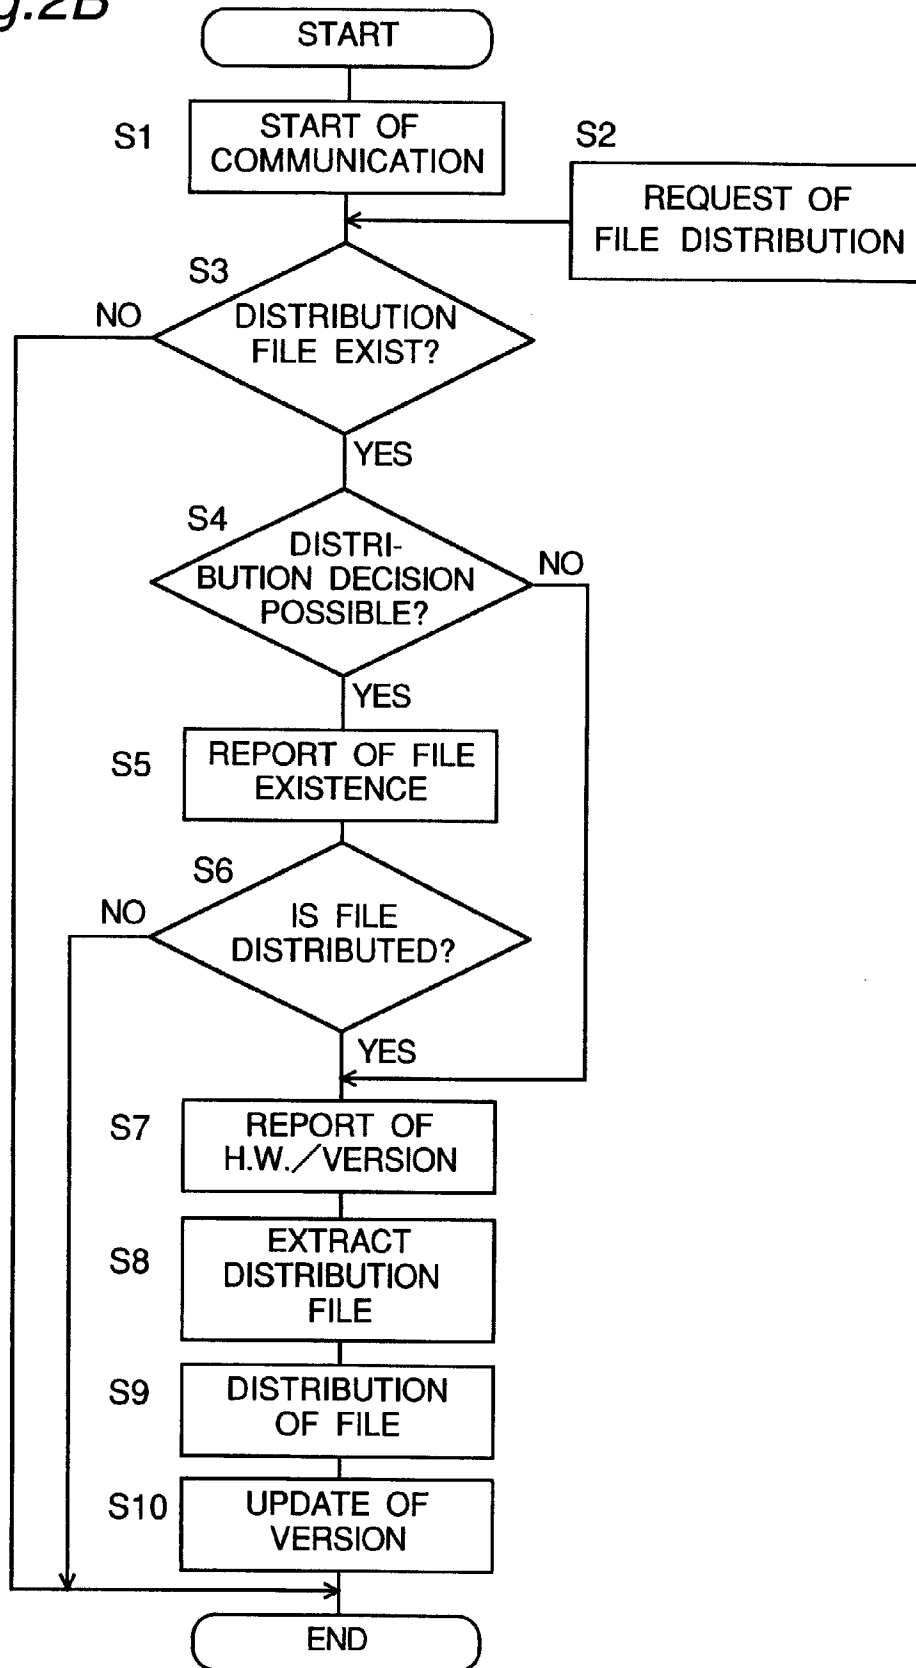 g.2B
START
S1
START OF
COMMUNICATION
S2
REQUEST OF
FILE DISTRIBUTION
S3
NO
DISTRIBUTION
FILE EXIST?
YES
S4
DISTRI-
BUTION DECISION
POSSIBLE?
NO
YES
S5
REPORT OF FILE
EXISTENCE
S6
NO
IS FILE
DISTRIBUTED?
YES
S7
REPORT OF
H.W./VERSION
S8
EXTRACT
DISTRIBUTION
FILE
S9
DISTRIBUTION
OF FILE
S10
UPDATE OF
VERSION
END